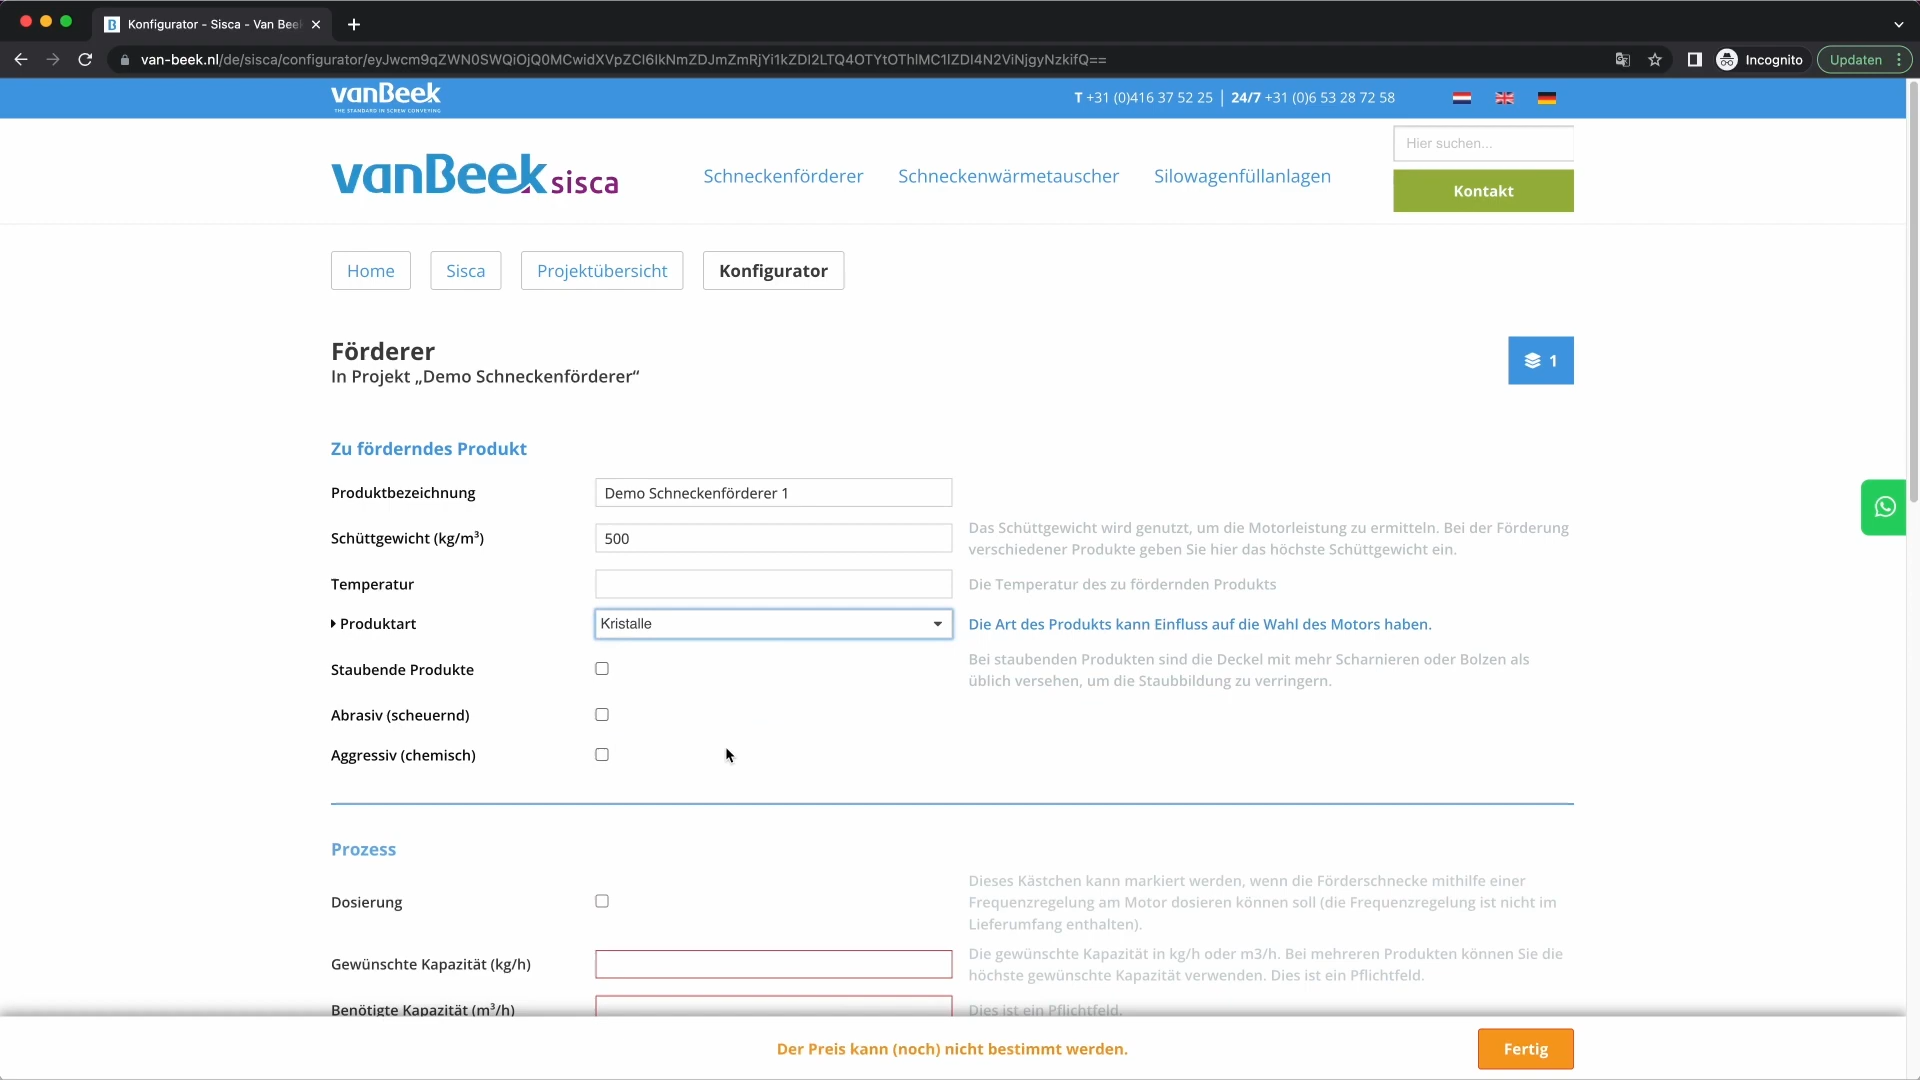 Konfigurator - Sisca - Van Bee
van-beek.nl/de/sisca/configurator/eyJwcm9qZWN0SWQiOjQ0MCwidXVpZCI6IkNmZDJmZmRjYi1kZDI2LTQ4OTYtOThlMC1lZDI4N2ViNjgyNzkifQ==
Incognito
Updaten
vanBeek
THE STANDARD IN SCREW CONVEYING
T +31 (0)416 37 52 25 | 24/7 +31 (0)6 53 28 72 58
vanBeek sisca
Schneckenförderer
Schneckenwärmetauscher
Silowagenfüllanlagen
Hier suchen...
Kontakt
Home
Sisca
Projektübersicht
Konfigurator
Förderer
In Projekt „Demo Schneckenförderer“
1
Zu förderndes Produkt
Produktbezeichnung
Demo Schneckenförderer 1
Schüttgewicht (kg/m³)
500
Das Schüttgewicht wird genutzt, um die Motorleistung zu ermitteln. Bei der Förderung
verschiedener Produkte geben Sie hier das höchste Schüttgewicht ein.
Temperatur
Die Temperatur des zu fördernden Produkts
Produktart
Kristalle
Die Art des Produkts kann Einfluss auf die Wahl des Motors haben.
Staubende Produkte
Bei staubenden Produkten sind die Deckel mit mehr Scharnieren oder Bolzen als
üblich versehen, um die Staubbildung zu verringern.
Abrasiv (scheuernd)
Aggressiv (chemisch)
Prozess
Dosierung
Dieses Kästchen kann markiert werden, wenn die Förderschnecke mithilfe einer
Frequenzregelung am Motor dosieren können soll (die Frequenzregelung ist nicht im
Lieferumfang enthalten).
Gewünschte Kapazität (kg/h)
Die gewünschte Kapazität in kg/h oder m3/h. Bei mehreren Produkten können Sie die
höchste gewünschte Kapazität verwenden. Dies ist ein Pflichtfeld.
Benötigte Kapazität (m³/h)
Dies ist ein Pflichtfeld.
Der Preis kann (noch) nicht bestimmt werden.
Fertig